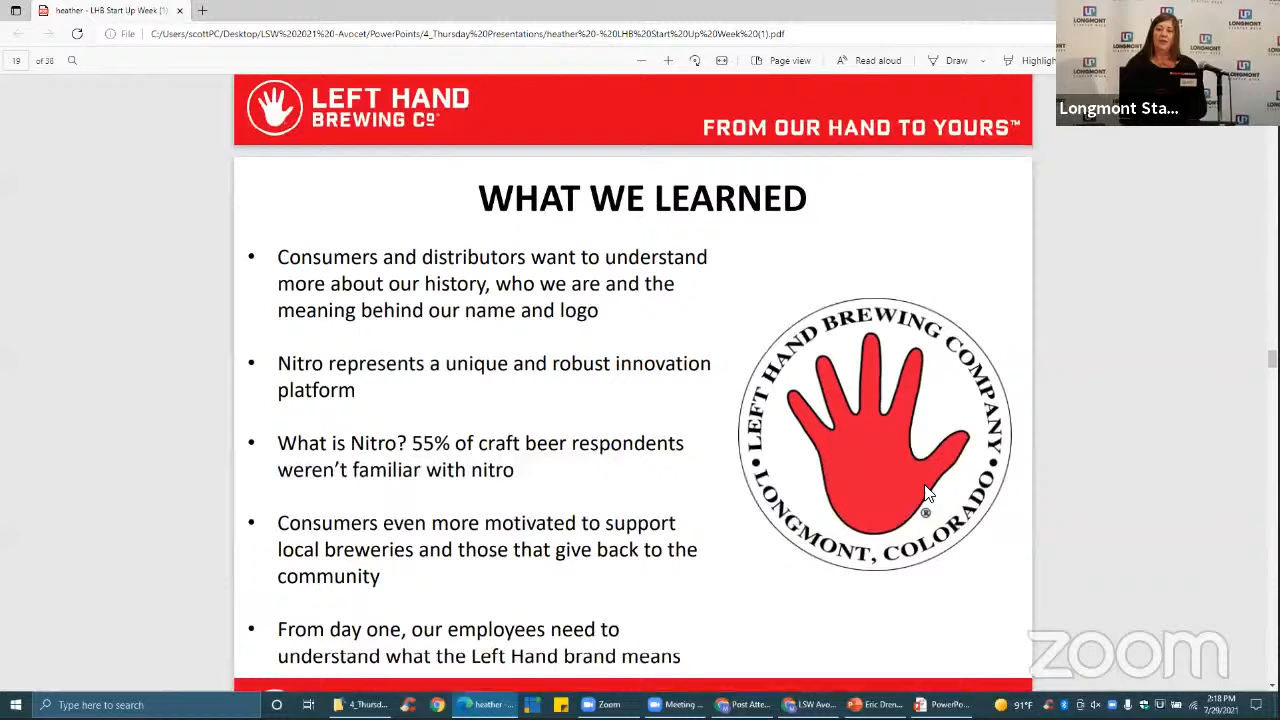 heather - LHB Start Up Week (1)
File
C:/Users/scottPC/Desktop/LSW%202021%20-Avocet/PowerPoints/4_Thursday%20Presentations/heather%20-%20LHB%20Start%20Up%20Week%20(1).pdf
19 of 38
Page view
Read aloud
Draw
Highligh
LONGMONT
Longmont Sta...
LEFT HAND
BREWING Cº
FROM OUR HAND TO YOURS™
WHAT WE LEARNED
• Consumers and distributors want to understand
more about our history, who we are and the
meaning behind our name and logo
• Nitro represents a unique and robust innovation
platform
• What is Nitro? 55% of craft beer respondents
weren't familiar with nitro
• Consumers even more motivated to support
local breweries and those that give back to the
community
• From day one, our employees need to
understand what the Left Hand brand means
LEFT HAND BREWING COMPANY
• LONGMONT, COLORADO •
®
zoom
Type here to search
4_Thursd...
heather -...
Zoom
Meeting ...
Post Atte...
LSW Avo...
Eric Dren...
PowerPoi...
91°F
2:18 PM
7/29/2021